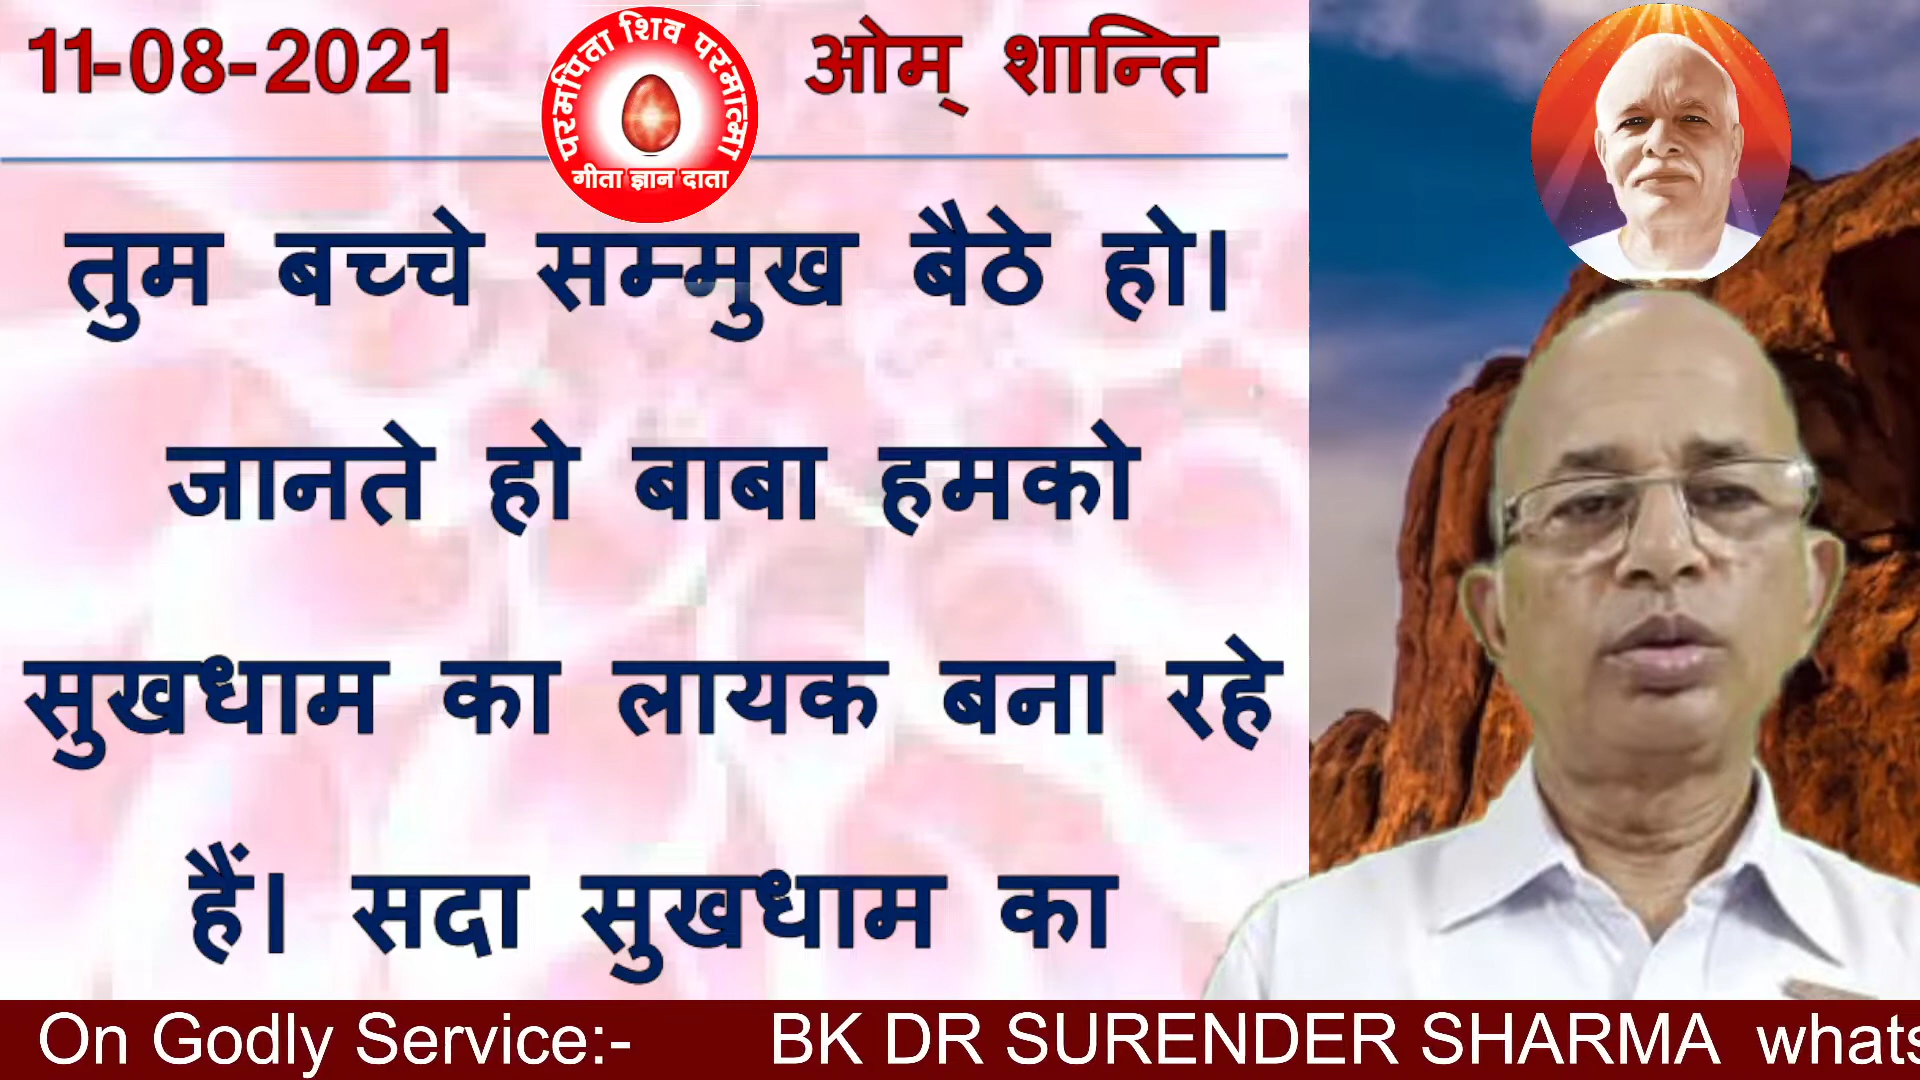 11-08-2021
परमपिता शिव परमात्मा
गीता ज्ञान दाता
ओम् शान्ति
तुम बच्चे सम्मुख बैठे हो।
जानते हो बाबा हमको
सुखधाम का लायक बना रहे
हैं। सदा सुखधाम का
On Godly Service:- BK DR SURENDER SHARMA whats